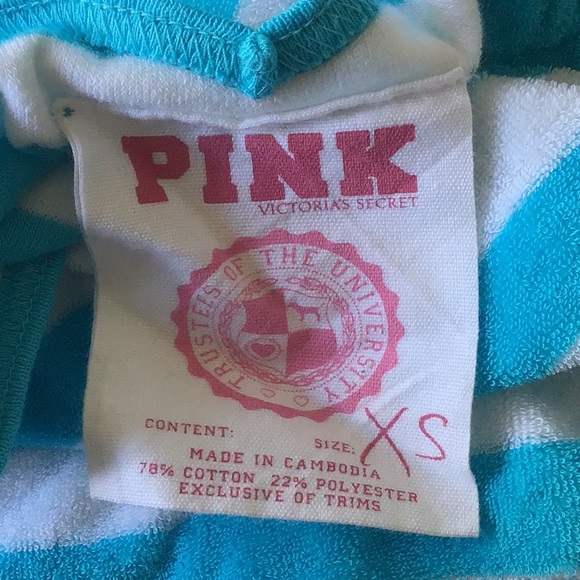 PINK
VICTORIA'S SECRET
TRUSTEES OF THE UNIVERSITY
CONTENT: SIZE: XS
MADE IN CAMBODIA
78% COTTON 22% POLYESTER
EXCLUSIVE OF TRIMS